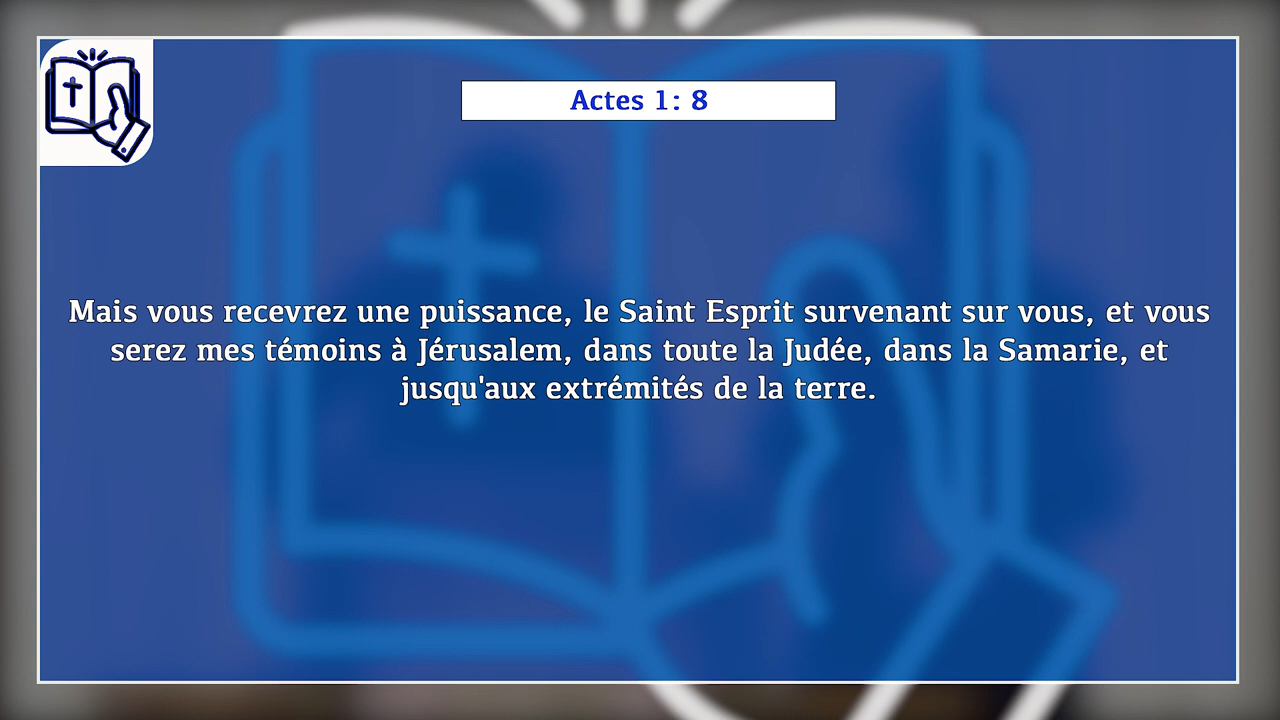 Actes 1: 8
Mais vous recevrez une puissance, le Saint Esprit survenant sur vous, et vous
serez mes témoins à Jérusalem, dans toute la Judée, dans la Samarie, et
jusqu'aux extrémités de la terre.